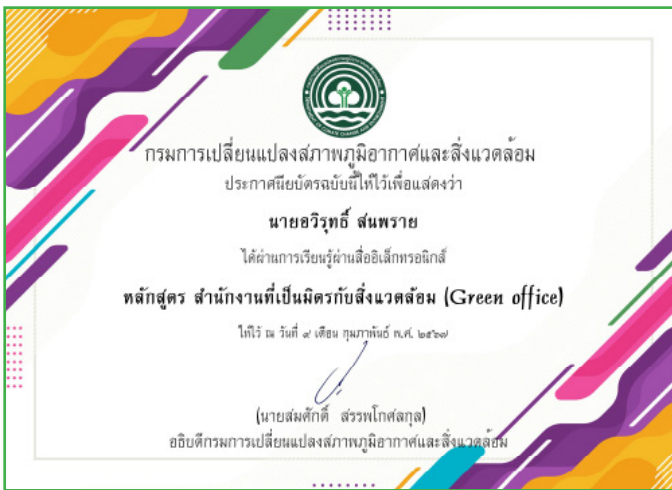 กรมการเปลี่ยนแปลงสภาพภูมิอากาศและสิ่งแวดล้อม
ประกาศนียบัตรฉบับนี้ให้ไว้เพื่อแสดงว่า
นายอวิรุทธิ์ สนพราย
ได้ผ่านการเรียนรู้ผ่านสื่ออิเล็กทรอนิกส์
หลักสูตร สำนักงานที่เป็นมิตรกับสิ่งแวดล้อม (Green office)
ให้ไว้ ณ วันที่ ๙ เดือน กุมภาพันธ์ พ.ศ. ๒๕๖๗
(นายสมศักดิ์ สรรพโกศลกุล)
อธิบดีกรมการเปลี่ยนแปลงสภาพภูมิอากาศและสิ่งแวดล้อม